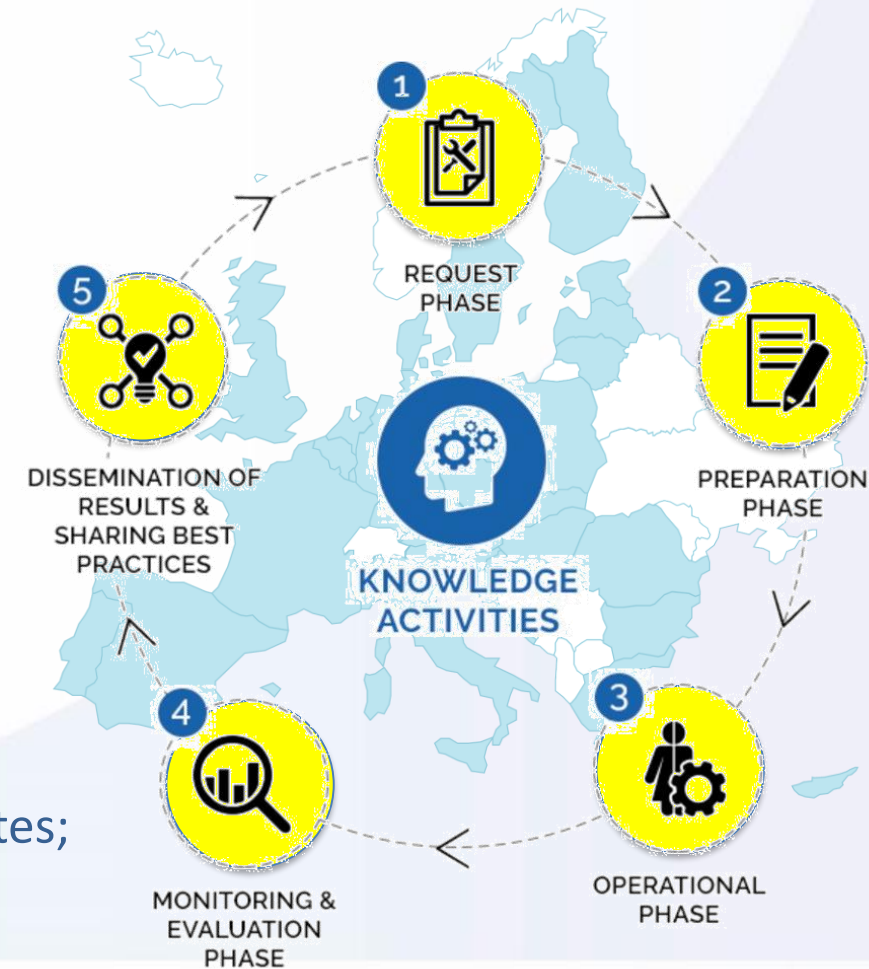 1
REQUEST
PHASE
2
PREPARATION
PHASE
3
OPERATIONAL
PHASE
4
MONITORING &
EVALUATION
PHASE
5
DISSEMINATION OF
RESULTS &
SHARING BEST
PRACTICES
KNOWLEDGE
ACTIVITIES